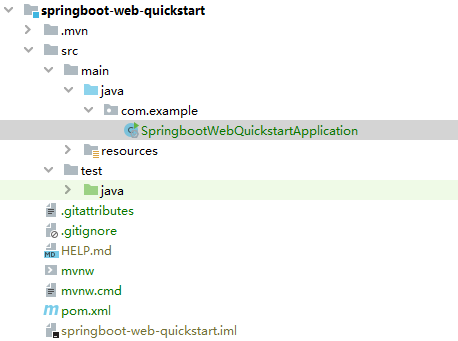 springboot-web-quickstart
.mvn
src
main
java
com.example
SpringbootWebQuickstartApplication
resources
test
java
.gitattributes
.gitignore
HELP.md
mvnw
mvnw.cmd
pom.xml
springboot-web-quickstart.iml